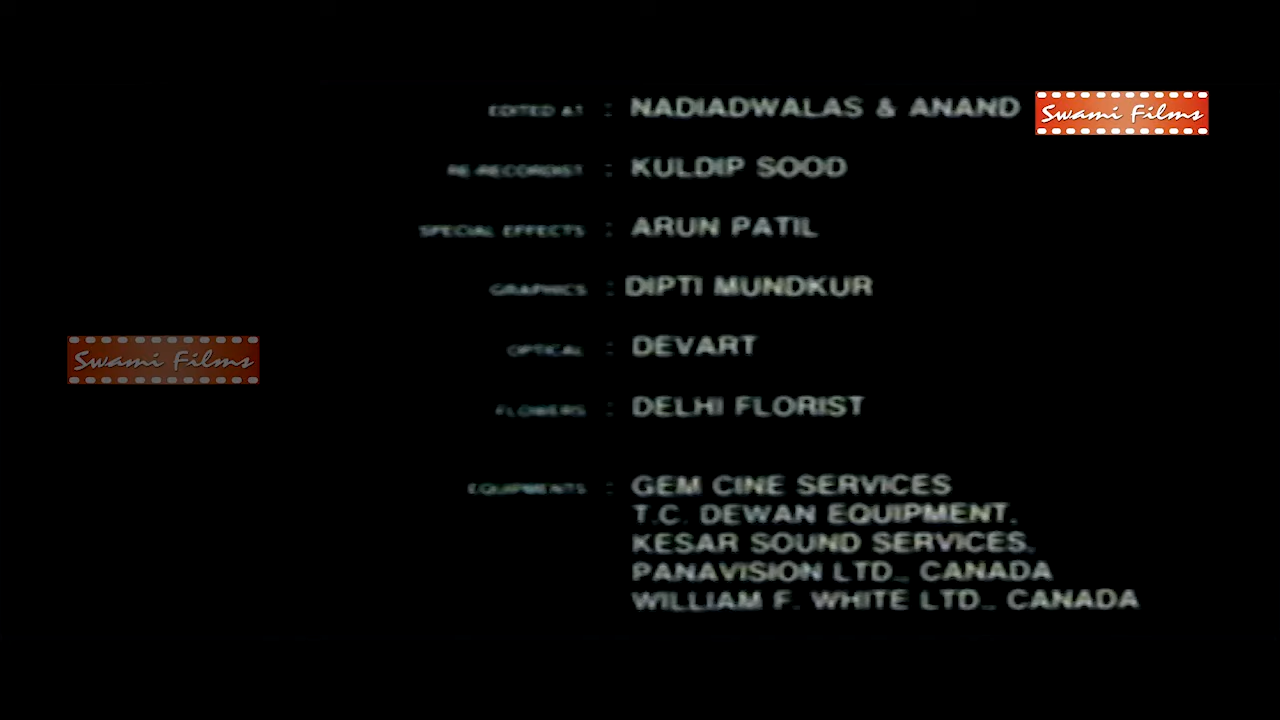 EDITED AT : NADIADWALAS & ANAND
Swami Films
RE-RECORDIST : KULDIP SOOD
SPECIAL EFFECTS : ARUN PATIL
GRAPHICS : DIPTI MUNDKUR
OPTICAL : DEVART
Swami Films
FLOWERS : DELHI FLORIST
EQUIPMENTS : GEM CINE SERVICES
T.C. DEWAN EQUIPMENT.
KESAR SOUND SERVICES.
PANAVISION LTD., CANADA
WILLIAM F. WHITE LTD., CANADA